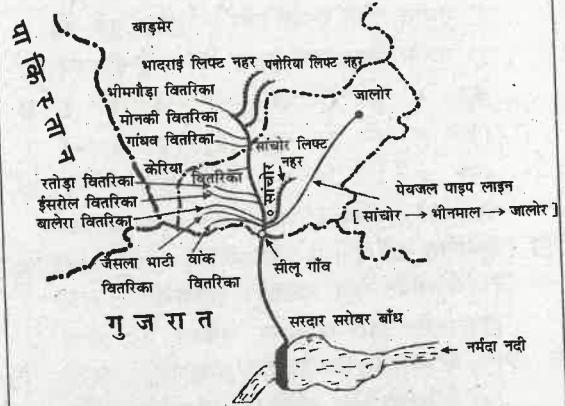 बाड़मेर
पाकिस्तान
भादराई लिफ्ट नहर
पनोरिया लिफ्ट नहर
भीमगौड़ा वितरिका
जालोर
मोनकी वितरिका
गांधव वितरिका
सांचोर लिफ्ट
नहर
केरिया
वितरिका
रतोड़ा वितरिका
सांचोर
पेयजल पाइप लाइन
ईसरोल वितरिका
[ सांचोर → भीनमाल → जालोर ]
बालेरा वितरिका
जैसला भाटी
वितरिका
वांक
वितरिका
सीलू गाँव
गुजरात
सरदार सरोवर बाँध
नर्मदा नदी